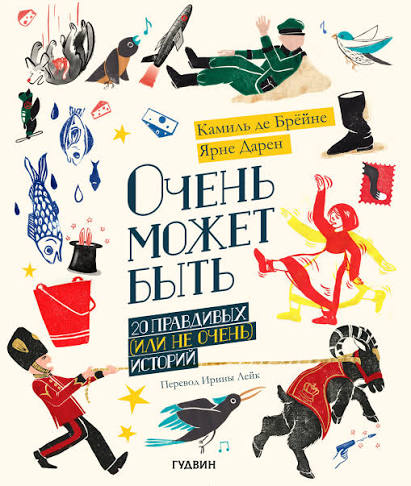 Камиль де Брёйне
Ярне Дарен
Очень
может
быть
20 правдивых
(или не очень)
историй
Перевод Ирины Лейк
ГУДВИН